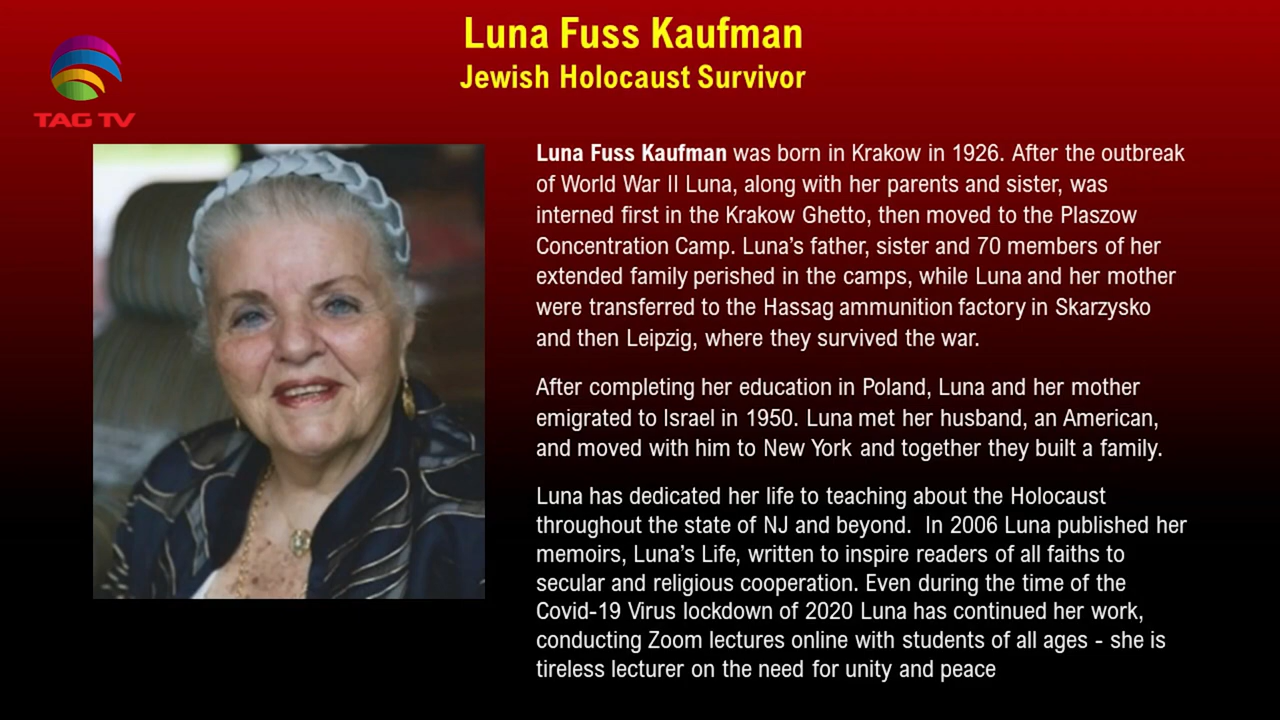 Luna Fuss Kaufman
Jewish Holocaust Survivor
TAG TV
Luna Fuss Kaufman was born in Krakow in 1926. After the outbreak
of World War II Luna, along with her parents and sister, was
interned first in the Krakow Ghetto, then moved to the Plaszow
Concentration Camp. Luna's father, sister and 70 members of her
extended family perished in the camps, while Luna and her mother
were transferred to the Hassag ammunition factory in Skarzysko
and then Leipzig, where they survived the war.
After completing her education in Poland, Luna and her mother
emigrated to Israel in 1950. Luna met her husband, an American,
and moved with him to New York and together they built a family.
Luna has dedicated her life to teaching about the Holocaust
throughout the state of NJ and beyond.  In 2006 Luna published her
memoirs, Luna's Life, written to inspire readers of all faiths to
secular and religious cooperation. Even during the time of the
Covid-19 Virus lockdown of 2020 Luna has continued her work,
conducting Zoom lectures online with students of all ages - she is
tireless lecturer on the need for unity and peace